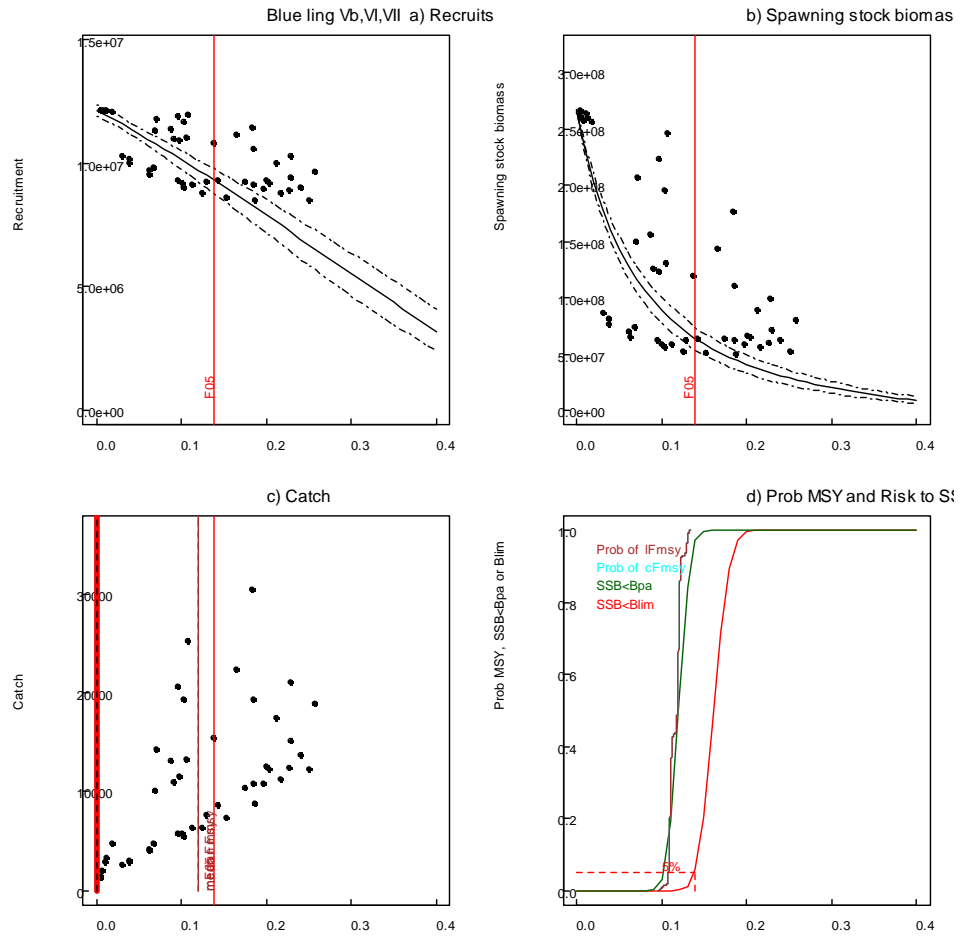 Blue ling Vb,VI,VII a) Recruits
1.5e+07
1.0e+07
5.0e+06
0.0e+00
Recruitment
F05
0.0 0.1 0.2 0.3 0.4
b) Spawning stock biomas
3.0e+08
2.5e+08
2.0e+08
1.5e+08
1.0e+08
5.0e+07
0.0e+00
Spawning stock biomass
F05
0.0 0.1 0.2 0.3 0.4
c) Catch
30000
20000
10000
0
Catch
median
0.0 0.1 0.2 0.3 0.4
d) Prob MSY and Risk to SS
1.0
0.8
0.6
0.4
0.2
0.0
Prob MSY, SSB<Bpa or Blim
Prob of lFmsy
Prob of cFmsy
SSB<Bpa
SSB<Blim
5%
0.0 0.1 0.2 0.3 0.4